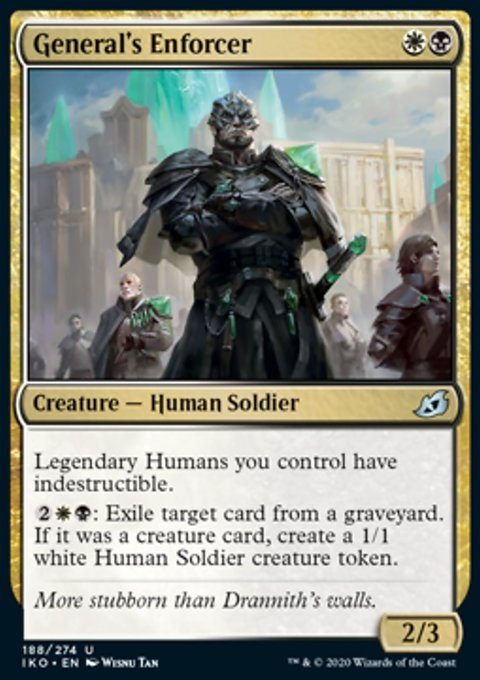 General's Enforcer
Creature — Human Soldier
Legendary Humans you control have
indestructible.
2: Exile target card from a graveyard.
If it was a creature card, create a 1/1
white Human Soldier creature token.
More stubborn than Drannith's walls.
2/3
188/274 U
IKO • EN Wisnu Tan
™ & © 2020 Wizards of the Coast